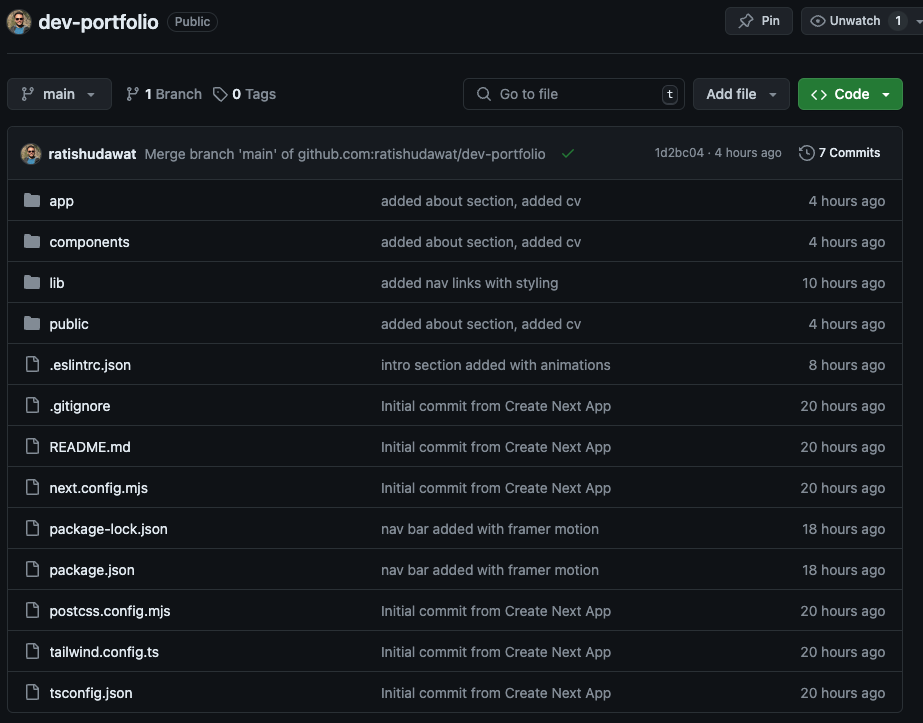 dev-portfolio Public Pin Unwatch 1
main 1 Branch 0 Tags Go to file t Add file Code
ratishudawat Merge branch 'main' of github.com:ratishudawat/dev-portfolio 1d2bc04 · 4 hours ago 7 Commits
app added about section, added cv 4 hours ago
components added about section, added cv 4 hours ago
lib added nav links with styling 10 hours ago
public added about section, added cv 4 hours ago
.eslintrc.json intro section added with animations 8 hours ago
.gitignore Initial commit from Create Next App 20 hours ago
README.md Initial commit from Create Next App 20 hours ago
next.config.mjs Initial commit from Create Next App 20 hours ago
package-lock.json nav bar added with framer motion 18 hours ago
package.json nav bar added with framer motion 18 hours ago
postcss.config.mjs Initial commit from Create Next App 20 hours ago
tailwind.config.ts Initial commit from Create Next App 20 hours ago
tsconfig.json Initial commit from Create Next App 20 hours ago